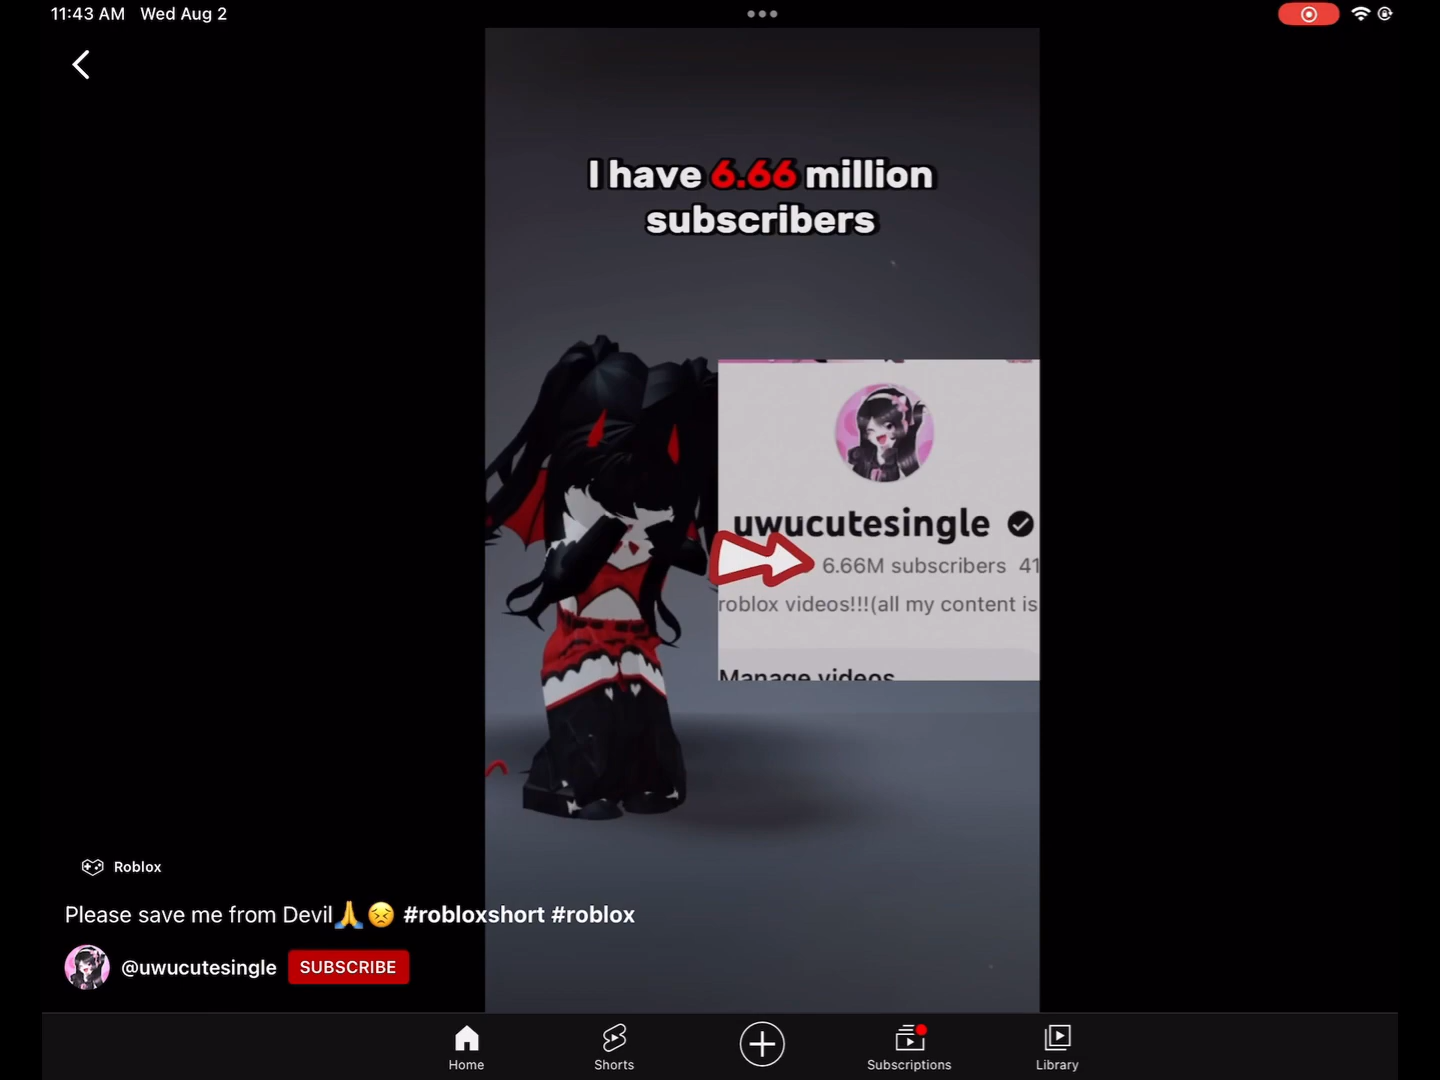 11:43 AM Wed Aug 2
I have 6.66 million
subscribers
uwucutesingle
6.66M subscribers 41
roblox videos!!!(all my content is
Manage videos
Roblox
Please save me from Devil🙏😣 #robloxshort #roblox
@uwucutesingle SUBSCRIBE
Home Shorts Subscriptions Library